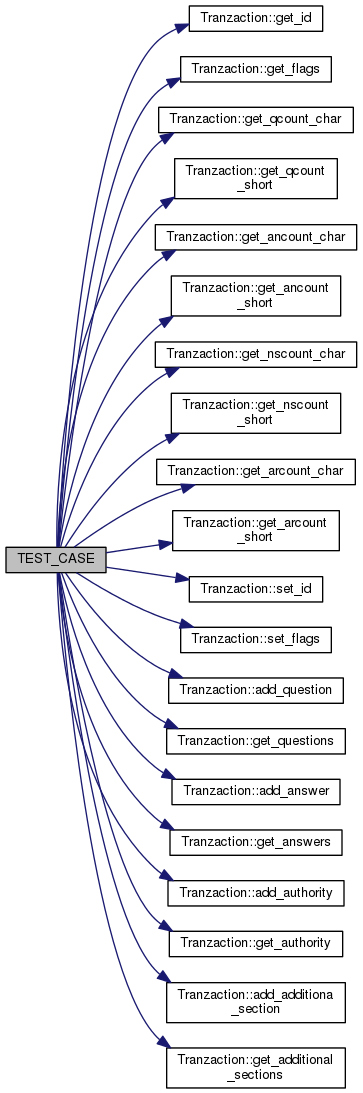 Tranzaction::get_id
Tranzaction::get_flags
Tranzaction::get_qcount_char
Tranzaction::get_qcount
_short
Tranzaction::get_ancount_char
Tranzaction::get_ancount
_short
Tranzaction::get_nscount_char
Tranzaction::get_nscount
_short
Tranzaction::get_arcount_char
Tranzaction::get_arcount
_short
TEST_CASE
Tranzaction::set_id
Tranzaction::set_flags
Tranzaction::add_question
Tranzaction::get_questions
Tranzaction::add_answer
Tranzaction::get_answers
Tranzaction::add_authority
Tranzaction::get_authority
Tranzaction::add_additiona
_section
Tranzaction::get_additional
_sections